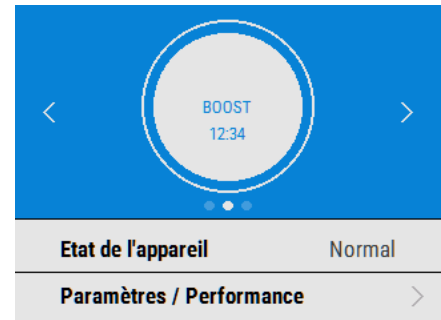 BOOST
12:34
Etat de l'appareil Normal
Paramètres / Performance